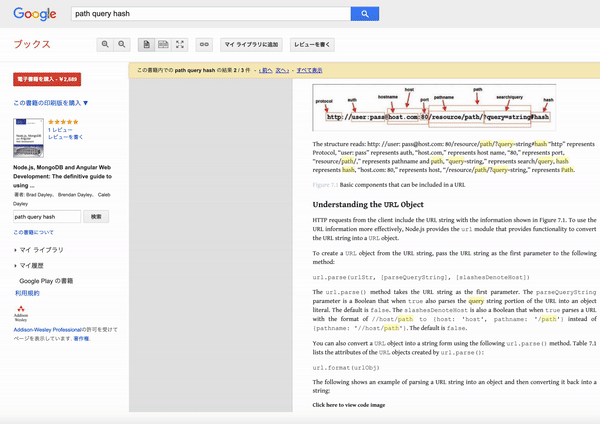 Google
path query hash
ブックス
マイ ライブラリに追加
レビューを書く
電子書籍を購入 - ￥2,689
この書籍の印刷版を購入 ▼
1 レビュー
レビューを書く
Node.js, MongoDB and Angular Web
Development: The definitive guide to
using ...
著者: Brad Dayley、 Brendan Dayley、 Caleb
Dayley
path query hash
検索
この書籍について
マイ ライブラリ
マイ履歴
Google Play の書籍
利用規約
Addison
Wesley
Addison-Wesley Professionalの許可を受けて
ページを表示しています. 著作権.
この書籍内での path query hash の結果 2 / 3 件 - ‹ 前へ 次へ › - すべて表示
protocol
auth
hostname
host
port
pathname
path
search/query
hash
http://user:pass@host.com:80/resource/path/?query=string#hash
The structure reads: http: //user: pass@host.com: 80/resource/path/?query=string#hash "http" represents
Protocol, "user: pass" represents auth, "host.com," represents host name, "80," represents port,
"resource/path/," represents pathname and path, "query=string," represents search/query, hash
represents hash, "host.com: 80," represents host, "/resource/path/?query=string," represents Path.
Figure 7.1 Basic components that can be included in a URL
Understanding the URL Object
HTTP requests from the client include the URL string with the information shown in Figure 7.1. To use the
URL information more effectively, Node.js provides the url module that provides functionality to convert
the URL string into a URL object.
To create a URL object from the URL string, pass the URL string as the first parameter to the following
method:
url.parse(urlStr, [parseQueryString], [slashesDenoteHost])
The url.parse() method takes the URL string as the first parameter. The parseQueryString
parameter is a Boolean that when true also parses the query string portion of the URL into an object
literal. The default is false. The slashesDenoteHost is also a Boolean that when true parses a URL
with the format of //host/path to {host: 'host', pathname: '/path'} instead of
{pathname: '//host/path'}. The default is false.
You can also convert a URL object into a string form using the following url.parse() method. Table 7.1
lists the attributes of the URL objects created by url.parse():
url.format(urlObj)
The following shows an example of parsing a URL string into an object and then converting it back into a
string:
Click here to view code image